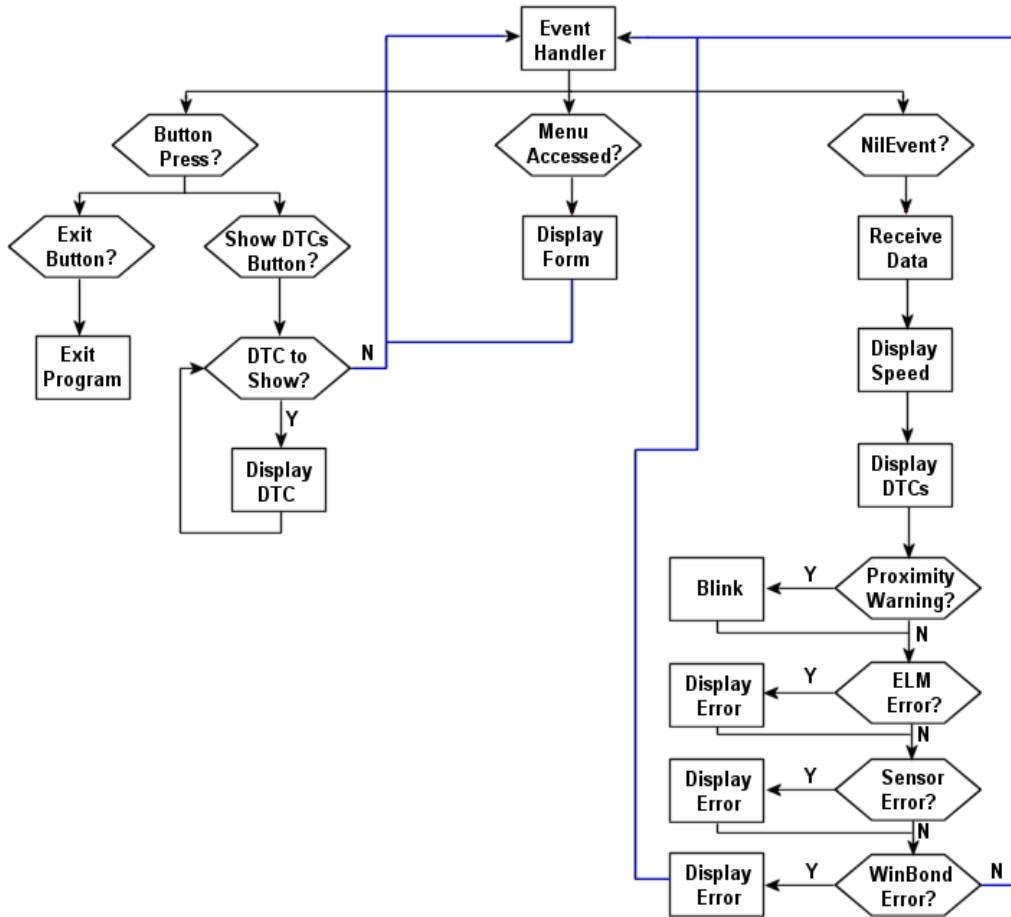 Event
Handler
Button
Press?
Menu
Accessed?
NilEvent?
Exit
Button?
Show DTCs
Button?
Display
Form
Receive
Data
Exit
Program
DTC to
Show?
N
Display
Speed
Y
Display
DTC
Display
DTCs
Blink
Y
Proximity
Warning?
N
Display
Error
Y
ELM
Error?
N
Display
Error
Y
Sensor
Error?
N
Display
Error
Y
WinBond
Error?
N